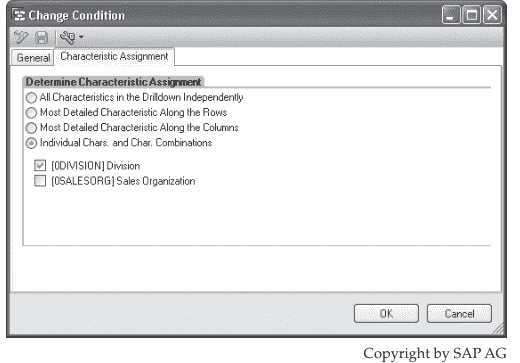 Change Condition
General
Characteristic Assignment
Determine Characteristic Assignment
All Characteristics in the Drilldown Independently
Most Detailed Characteristic Along the Rows
Most Detailed Characteristic Along the Columns
Individual Chars. and Char. Combinations
[0DIVISION] Division
[0SALESORG] Sales Organization
OK
Cancel
Copyright by SAP AG